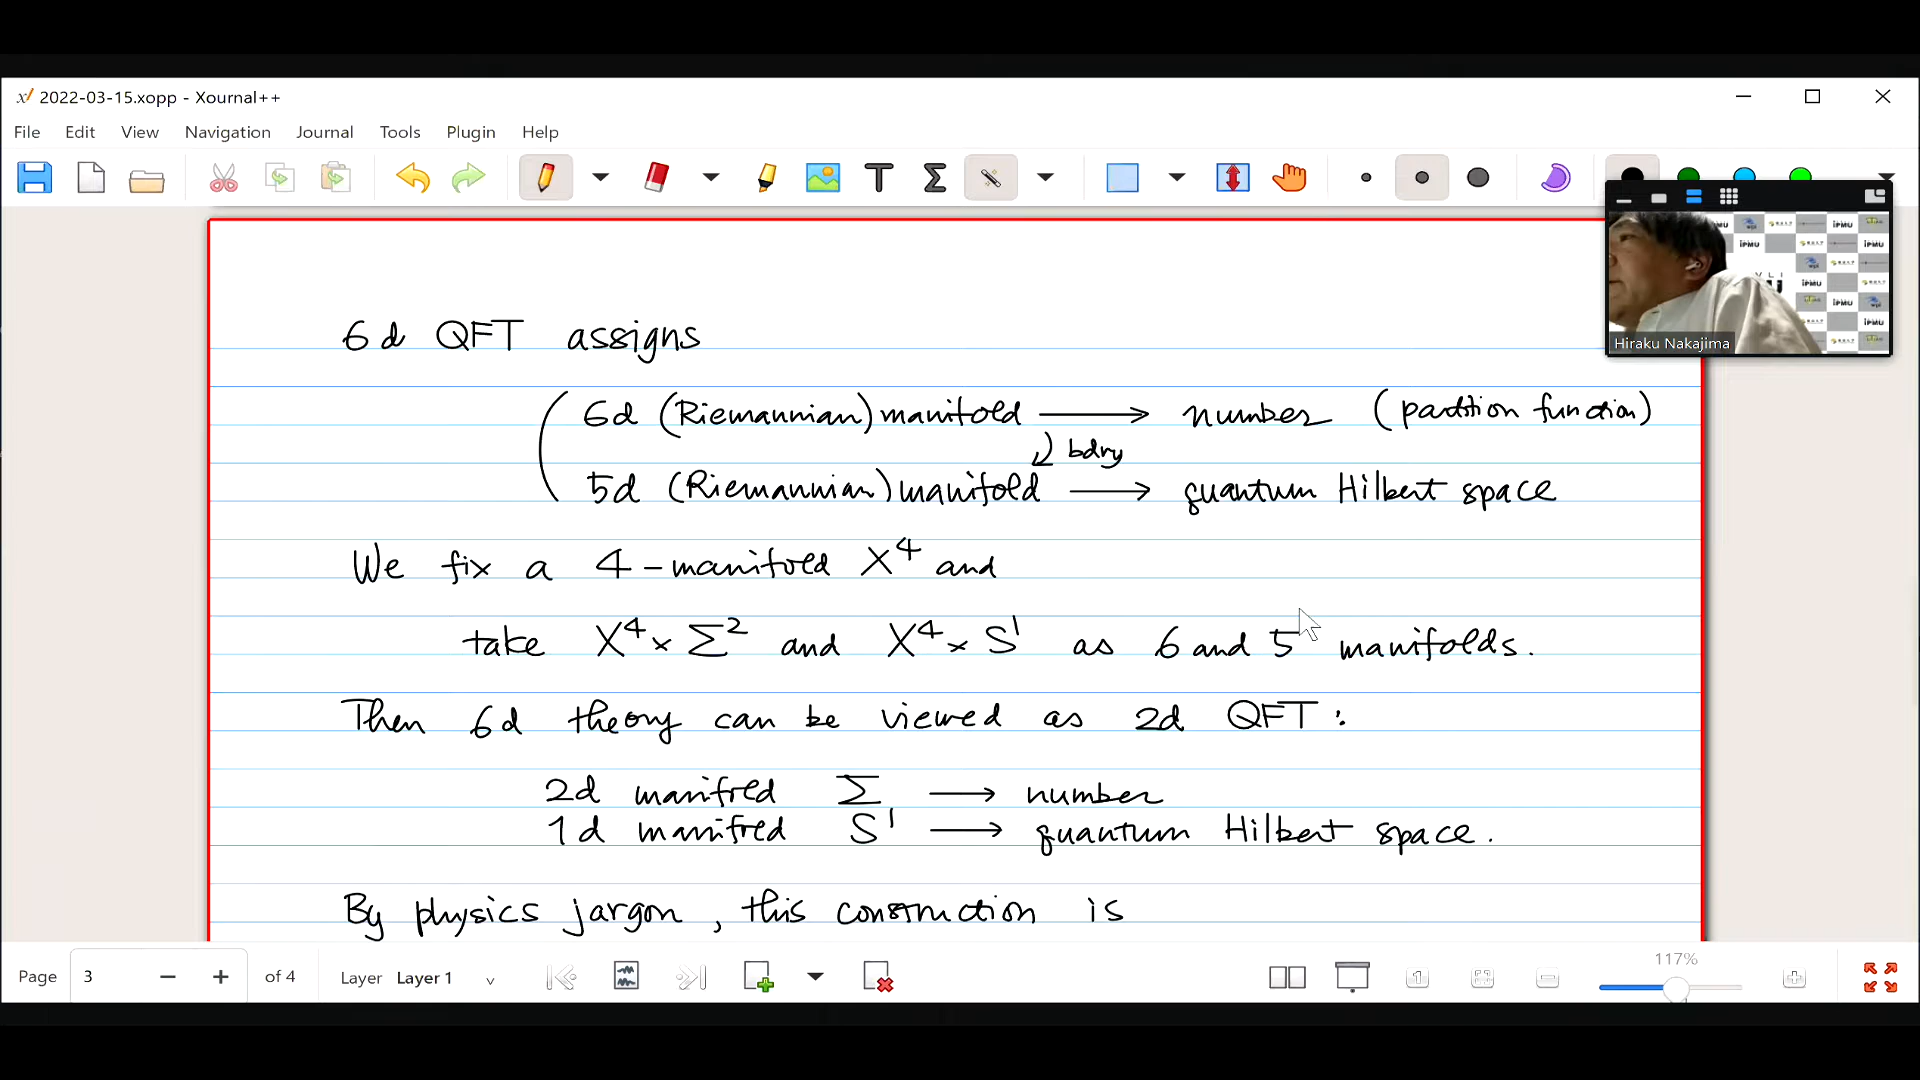 2022-03-15.xopp - Xournal++
File Edit View Navigation Journal Tools Plugin Help
Hiraku Nakajima
6d QFT assigns
6d (Riemannian) manifold → number (partition function)
bdry
5d (Riemannian) manifold → quantum Hilbert space
We fix a 4-manifold X⁴ and
take X⁴ × Σ² and X⁴ × S¹ as 6 and 5 manifolds.
Then 6d theory can be viewed as 2d QFT :
2d manifold Σ → number
1d manifold S¹ → quantum Hilbert space.
By physics jargon, this construction is
Page 3 of 4 Layer Layer 1 117%